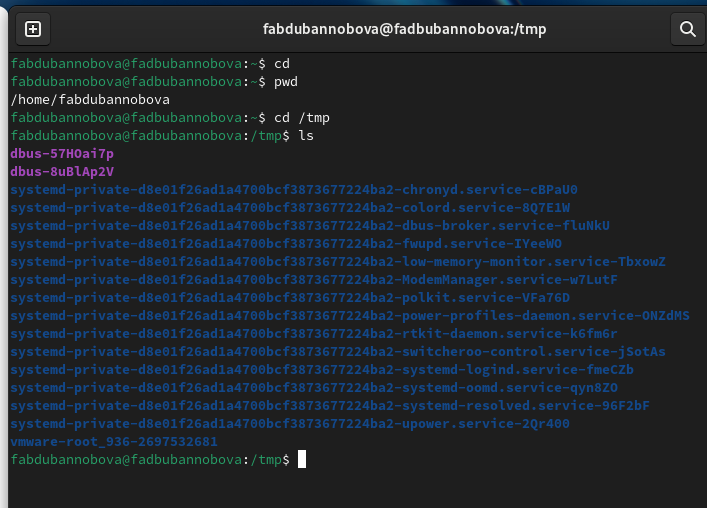 fabdubannobova@fadbubannobova:/tmp
fabdubannobova@fadbubannobova:~$ cd
fabdubannobova@fadbubannobova:~$ pwd
/home/fabdubannobova
fabdubannobova@fadbubannobova:~$ cd /tmp
fabdubannobova@fadbubannobova:/tmp$ ls
dbus-57HOai7p
dbus-8uBlAp2V
systemd-private-d8e01f26ad1a4700bcf3873677224ba2-chronyd.service-cBPaU0
systemd-private-d8e01f26ad1a4700bcf3873677224ba2-colord.service-8Q7E1W
systemd-private-d8e01f26ad1a4700bcf3873677224ba2-dbus-broker.service-fluNkU
systemd-private-d8e01f26ad1a4700bcf3873677224ba2-fwupd.service-IYeeWO
systemd-private-d8e01f26ad1a4700bcf3873677224ba2-low-memory-monitor.service-TbxowZ
systemd-private-d8e01f26ad1a4700bcf3873677224ba2-ModemManager.service-w7LutF
systemd-private-d8e01f26ad1a4700bcf3873677224ba2-polkit.service-VFa76D
systemd-private-d8e01f26ad1a4700bcf3873677224ba2-power-profiles-daemon.service-ONZdMS
systemd-private-d8e01f26ad1a4700bcf3873677224ba2-rtkit-daemon.service-k6fm6r
systemd-private-d8e01f26ad1a4700bcf3873677224ba2-switcheroo-control.service-jSotAs
systemd-private-d8e01f26ad1a4700bcf3873677224ba2-systemd-logind.service-fmeCZb
systemd-private-d8e01f26ad1a4700bcf3873677224ba2-systemd-oomd.service-qyn8ZO
systemd-private-d8e01f26ad1a4700bcf3873677224ba2-systemd-resolved.service-96F2bF
systemd-private-d8e01f26ad1a4700bcf3873677224ba2-upower.service-2Qr400
vmware-root_936-2697532681
fabdubannobova@fadbubannobova:/tmp$